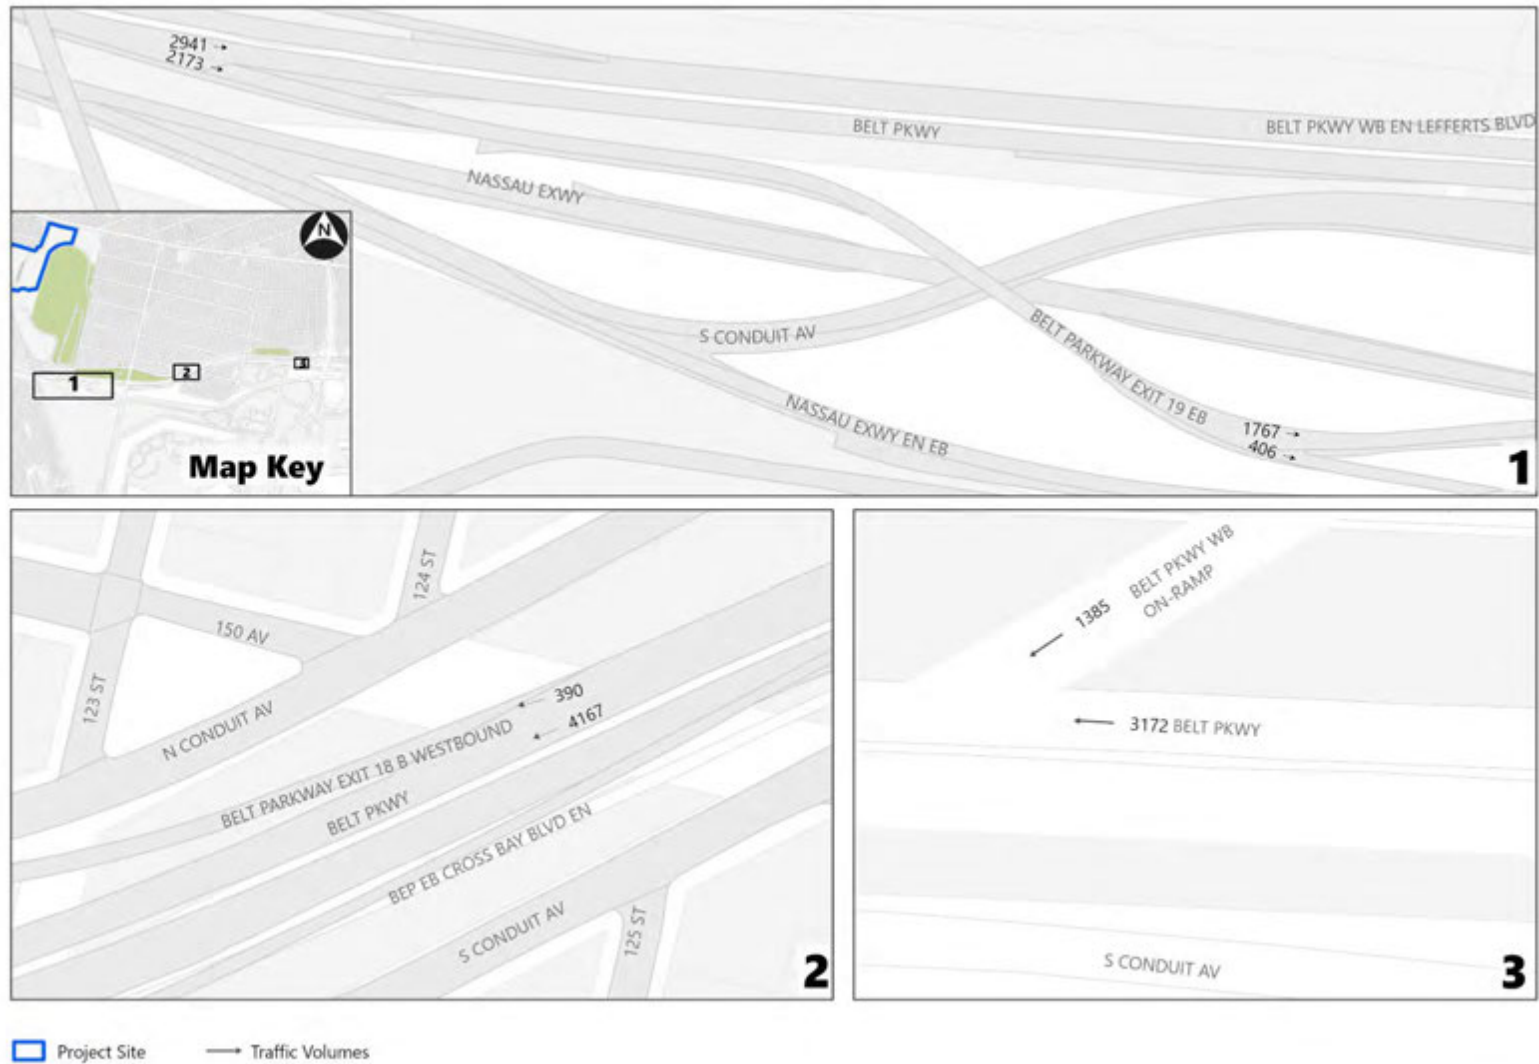 2941
2173
BELT PKWY
BELT PKWY WB EN LEFFERTS BLVD
NASSAU EXWY
S CONDUIT AV
BELT PARKWAY EXIT 19 EB
NASSAU EXWY EN EB
1767
406
1
N
1
2
3
Map Key
124 ST
150 AV
123 ST
N CONDUIT AV
390
4167
BELT PARKWAY EXIT 18 B WESTBOUND
BELT PKWY
BEP EB CROSS BAY BLVD EN
S CONDUIT AV
125 ST
2
BELT PKWY WB
ON-RAMP
1385
3172 BELT PKWY
S CONDUIT AV
3
Project Site
Traffic Volumes